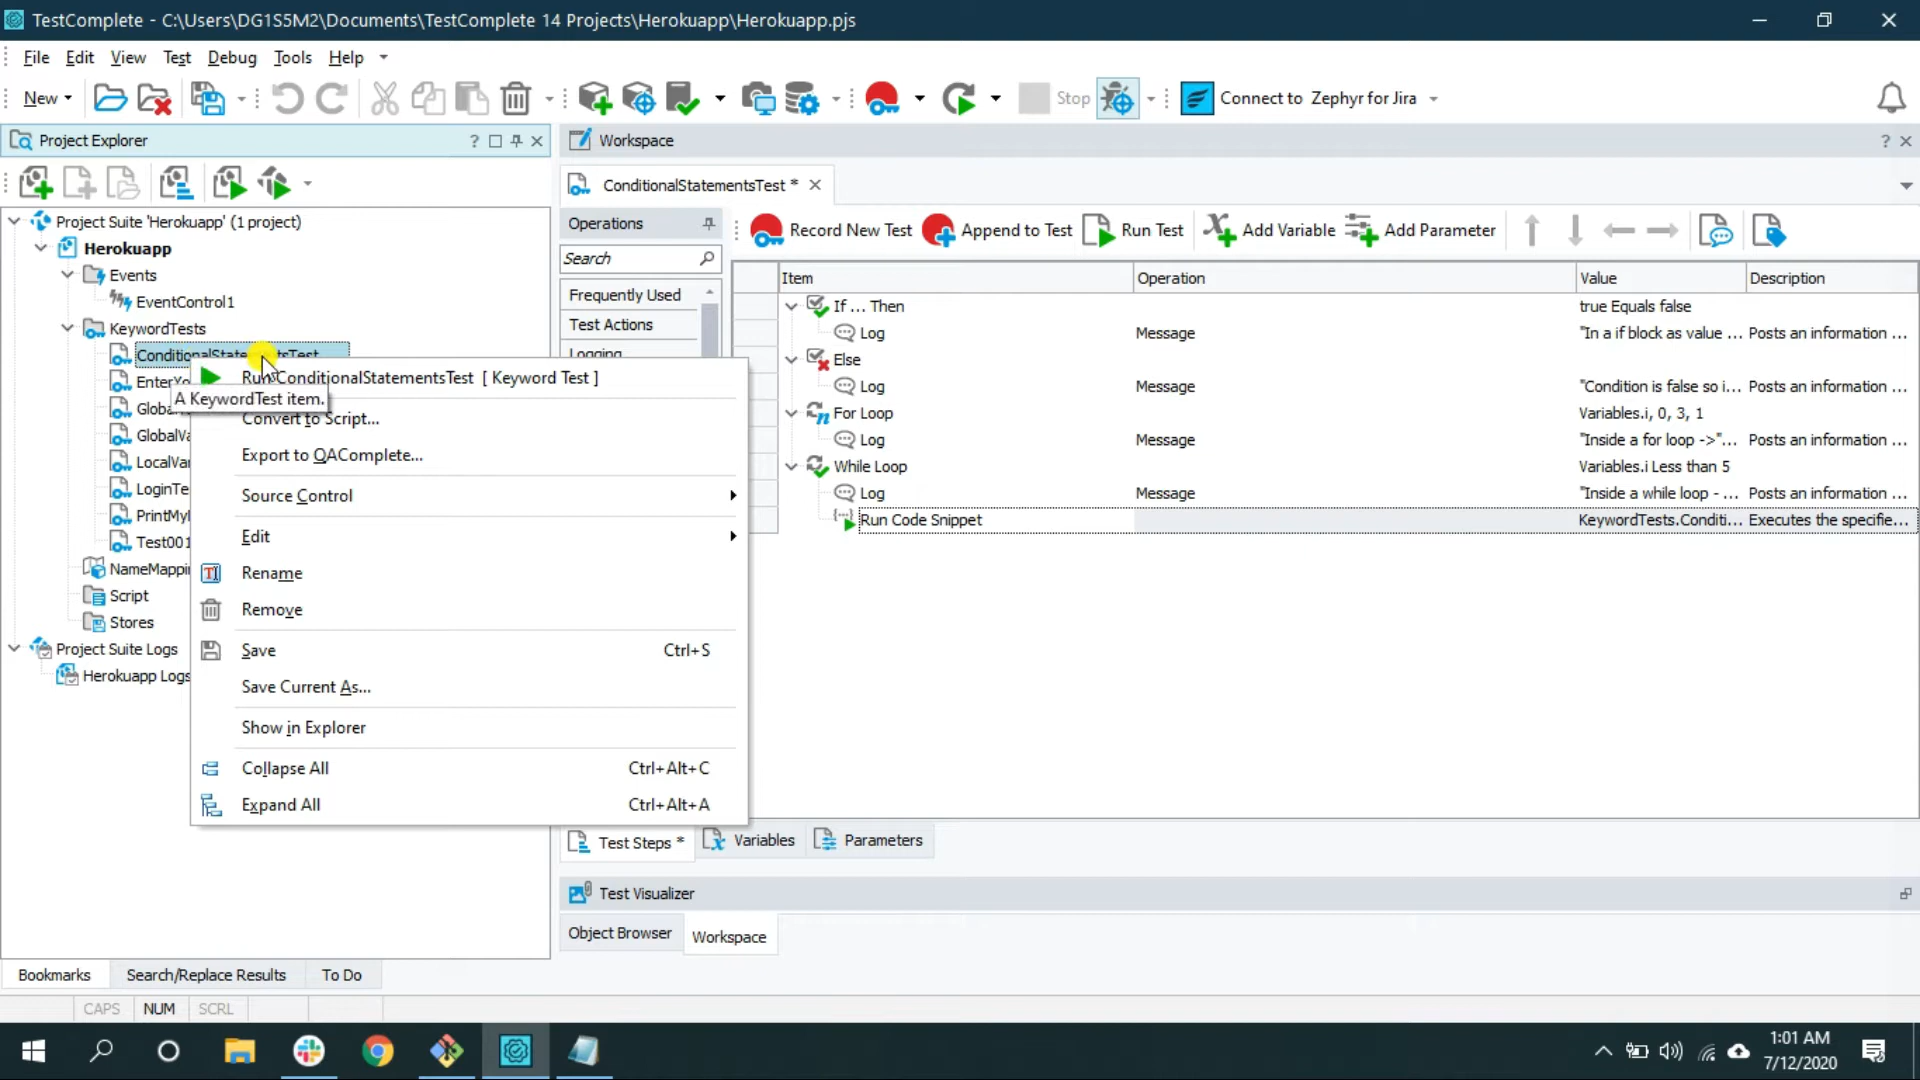 TestComplete - C:\Users\DG1S5M2\Documents\TestComplete 14 Projects\Herokuapp\Herokuapp.pjs
File Edit View Test Debug Tools Help
New Stop Connect to Zephyr for Jira
Project Explorer
Workspace
ConditionalStatementsTest *
Project Suite 'Herokuapp' (1 project)
Herokuapp
Events
EventControl1
KeywordTests
ConditionalStatementsTest
LoginTe
Test001
NameMappin
Script
Stores
Project Suite Logs
Herokuapp Logs
A KeywordTest item.
Run ConditionalStatementsTest [ Keyword Test ]
Convert to Script...
Export to QAComplete...
Source Control
Edit
Rename
Remove
Save Ctrl+S
Save Current As...
Show in Explorer
Collapse All Ctrl+Alt+C
Expand All Ctrl+Alt+A
Operations
Search
Frequently Used
Test Actions
Logging
Record New Test Append to Test Run Test Add Variable Add Parameter
Item Operation Value Description
If ... Then true Equals false
Log Message "In a if block as value ... Posts an information ...
Else
Log Message "Condition is false so i... Posts an information ...
For Loop Variables.i, 0, 3, 1
Log Message "Inside a for loop ->"... Posts an information ...
While Loop Variables.i Less than 5
Log Message "Inside a while loop - ... Posts an information ...
Run Code Snippet KeywordTests.Conditi... Executes the specifie...
Test Steps * Variables Parameters
Test Visualizer
Object Browser Workspace
Bookmarks Search/Replace Results To Do
CAPS NUM SCRL
1:01 AM
7/12/2020